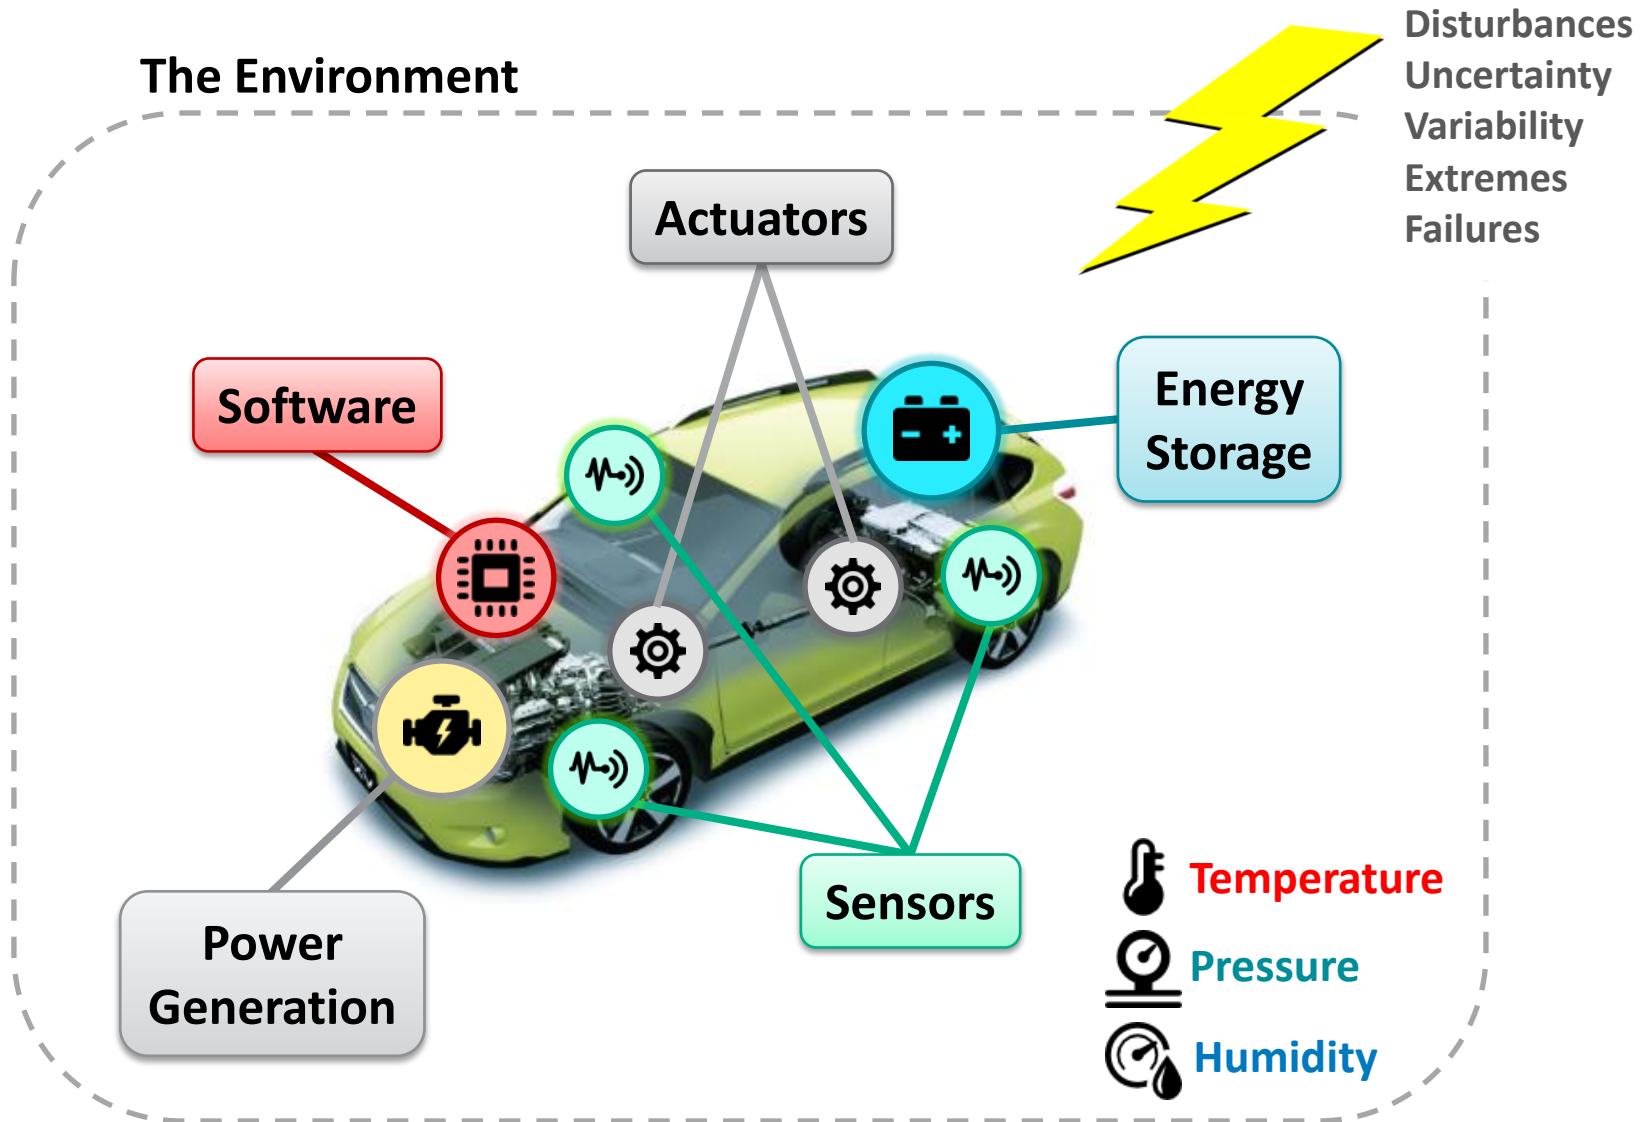 Disturbances
The Environment
Uncertainty
Variability
Extremes
Failures
Actuators
Software
Energy
Storage
Sensors
Power
Generation
Temperature
Pressure
Humidity